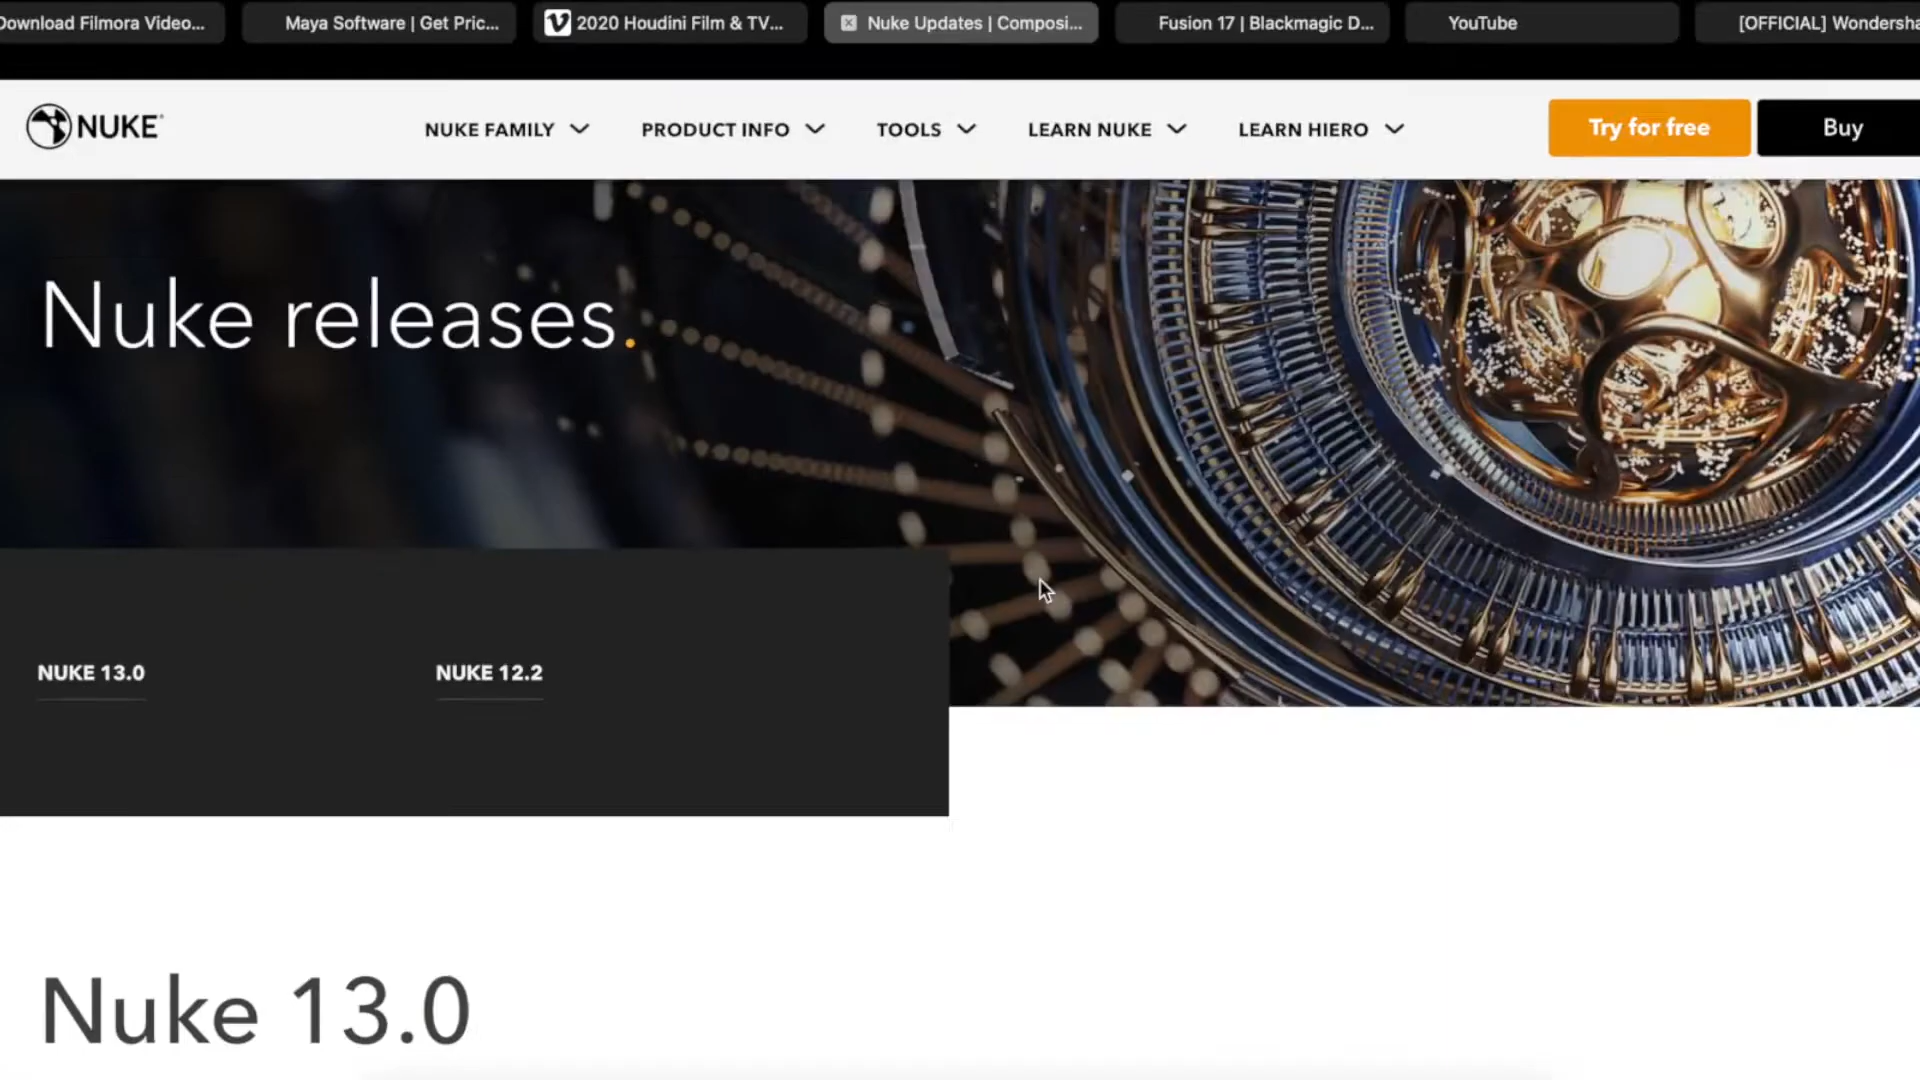 Download Filmora Video...
Maya Software | Get Pric...
2020 Houdini Film & TV...
Nuke Updates | Composi...
Fusion 17 | Blackmagic D...
YouTube
[OFFICIAL] Wondersha
NUKE
NUKE FAMILY
PRODUCT INFO
TOOLS
LEARN NUKE
LEARN HIERO
Try for free
Buy
Nuke releases.
NUKE 13.0
NUKE 12.2
Nuke 13.0